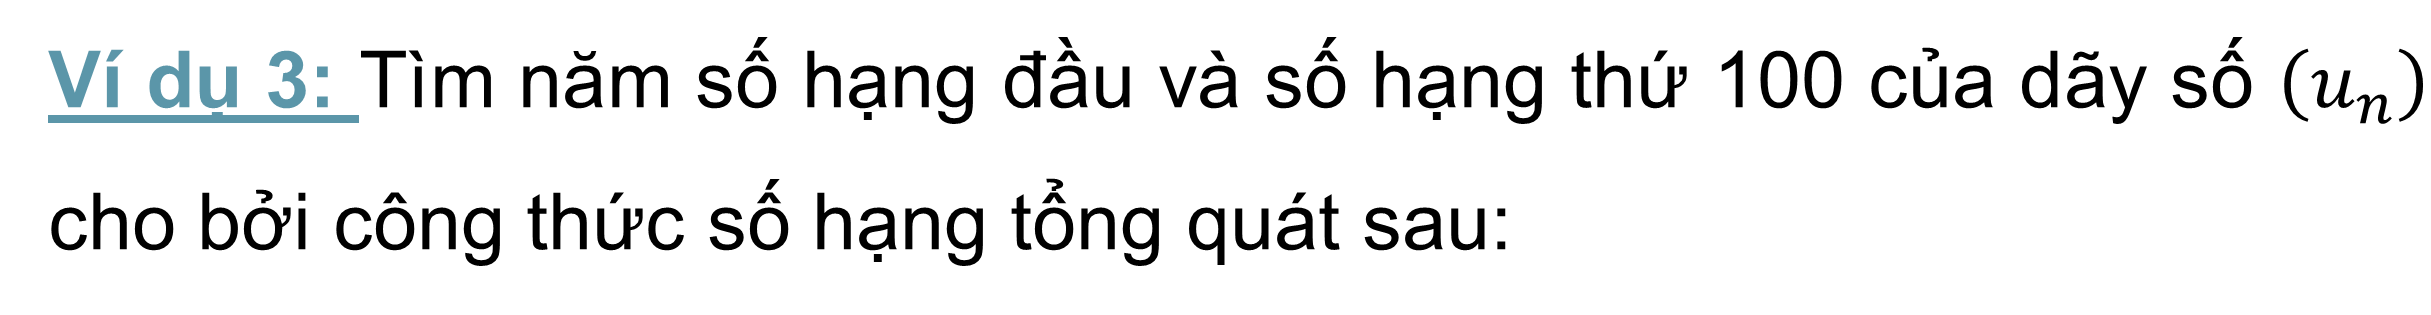 Ví dụ 3: Tìm năm số hạng đầu và số hạng thứ 100 của dãy số (uₙ)
cho bởi công thức số hạng tổng quát sau: